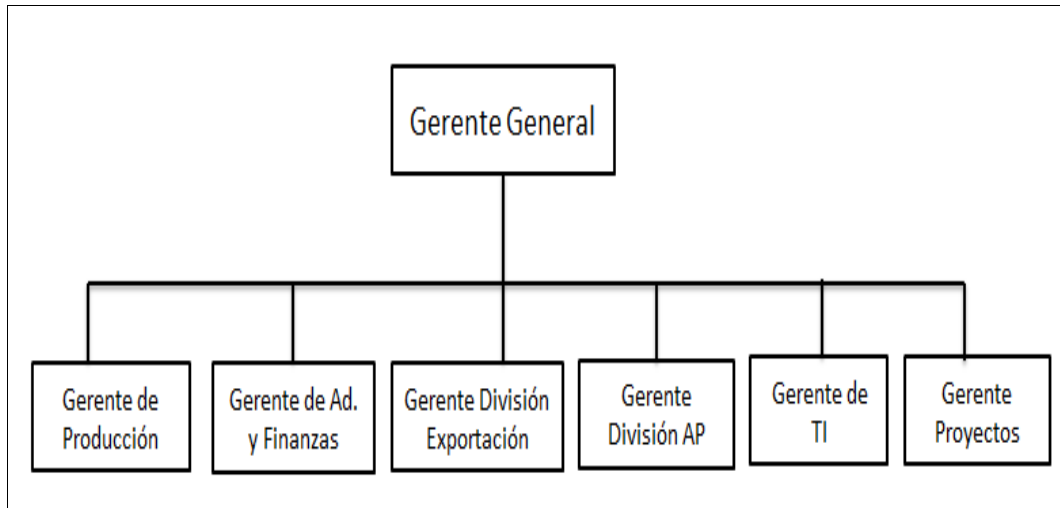 Gerente General
Gerente de
Producción
Gerente de Ad.
y Finanzas
Gerente División
Exportación
Gerente
División AP
Gerente de
TI
Gerente
Proyectos